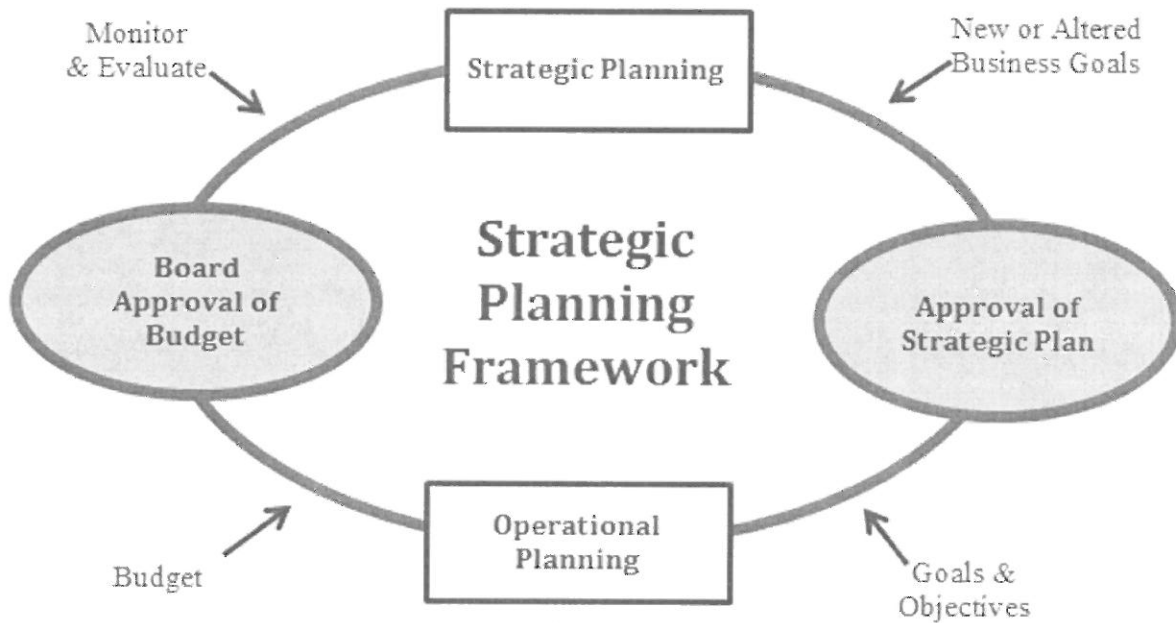 Monitor
& Evaluate
Strategic Planning
New or Altered
Business Goals
Board
Approval of
Budget
Strategic
Planning
Framework
Approval of
Strategic Plan
Budget
Operational
Planning
Goals &
Objectives